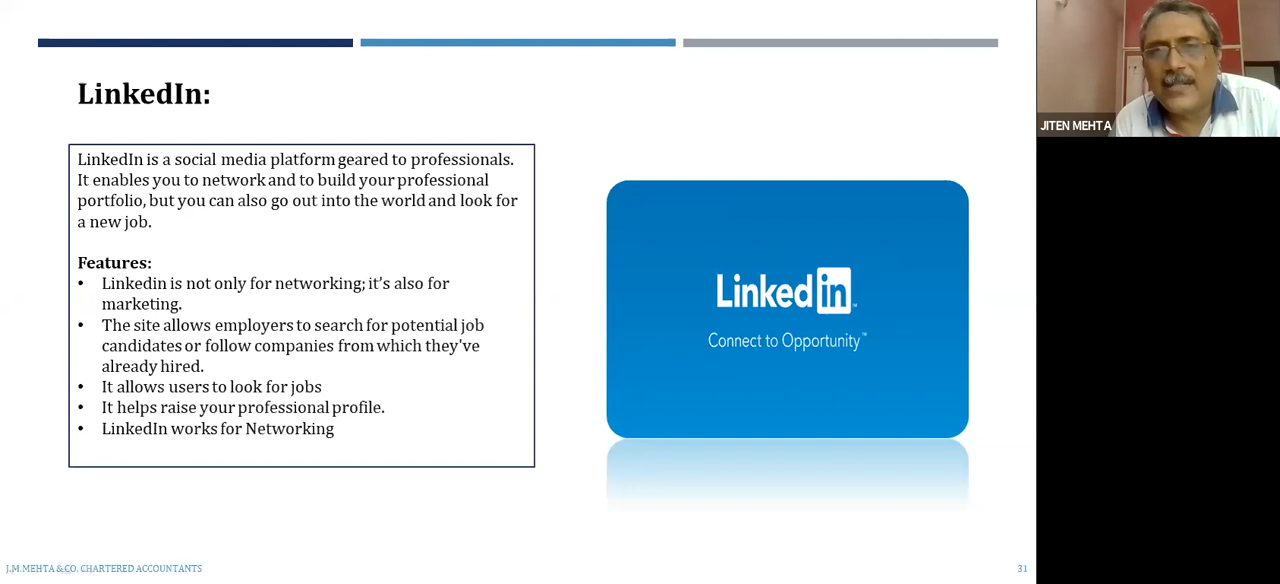 LinkedIn:
LinkedIn is a social media platform geared to professionals.
It enables you to network and to build your professional
portfolio, but you can also go out into the world and look for
a new job.
Features:
• Linkedin is not only for networking; it's also for
marketing.
• The site allows employers to search for potential job
candidates or follow companies from which they've
already hired.
• It allows users to look for jobs
• It helps raise your professional profile.
• LinkedIn works for Networking
Linked in™
Connect to Opportunity™
JITEN MEHTA
J.M.MEHTA & CO. CHARTERED ACCOUNTANTS
31